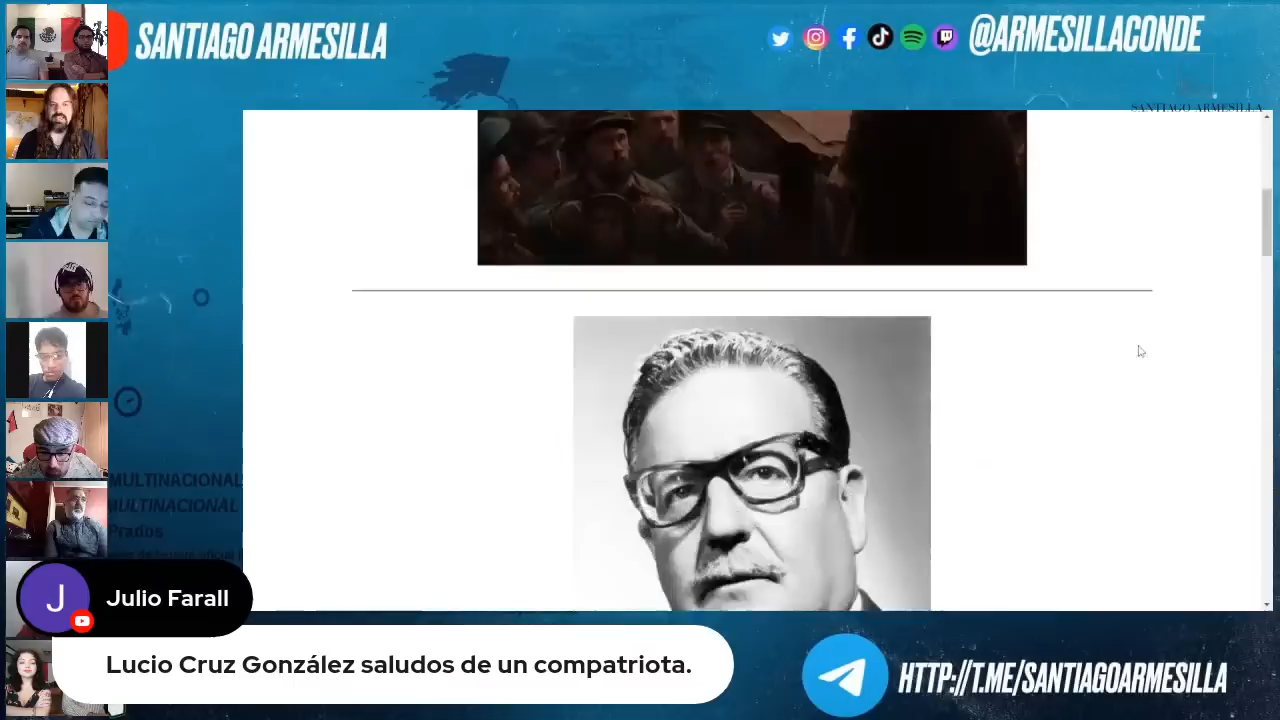 SANTIAGO ARMESILLA
@ARMESILLACONDE
SANTIAGO ARMESILLA
MULTINACIONAL
MULTINACIONAL
Prados
J
Julio Farall
Lucio Cruz González saludos de un compatriota.
HTTP://T.ME/SANTIAGOARMESILLA